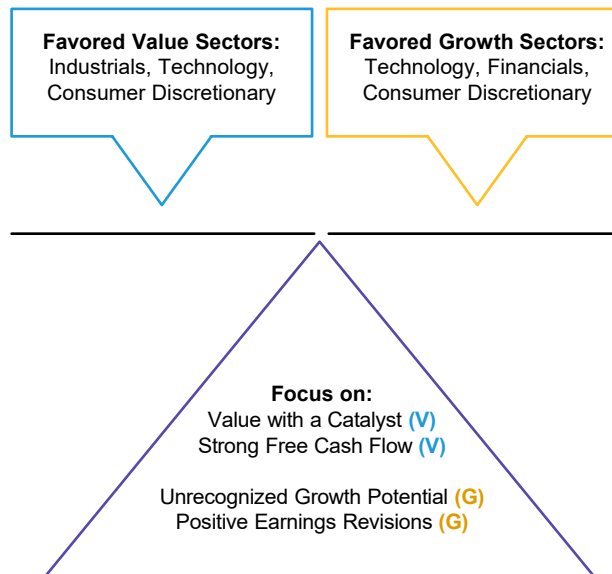 Favored Value Sectors:
Industrials, Technology,
Consumer Discretionary
Favored Growth Sectors:
Technology, Financials,
Consumer Discretionary
Focus on:
Value with a Catalyst (V)
Strong Free Cash Flow (V)
Unrecognized Growth Potential (G)
Positive Earnings Revisions (G)